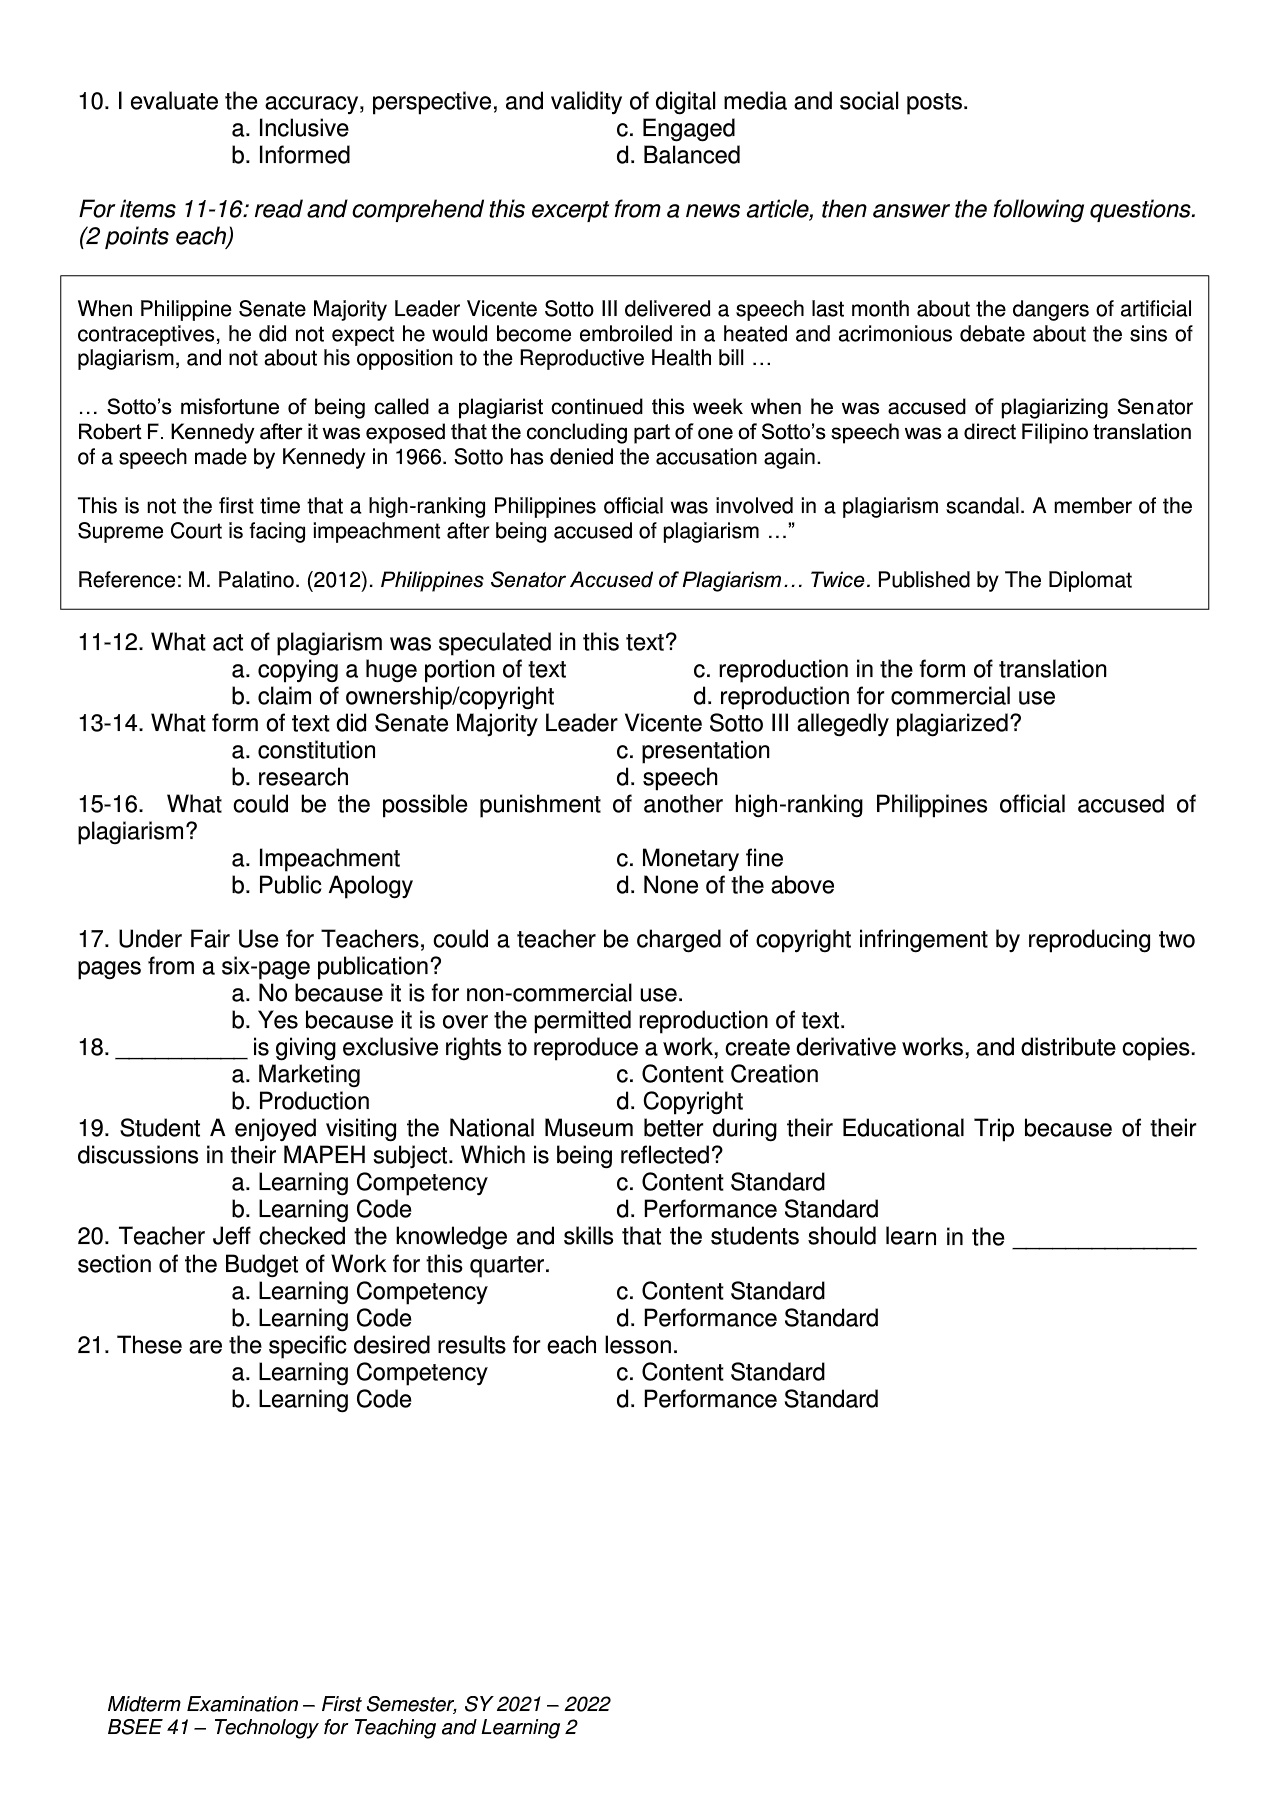 10. I evaluate the accuracy, perspective, and validity of digital media and social posts.
a. Inclusive c. Engaged
b. Informed d. Balanced
For items 11-16: read and comprehend this excerpt from a news article, then answer the following questions.
(2 points each)
When Philippine Senate Majority Leader Vicente Sotto III delivered a speech last month about the dangers of artificial
contraceptives, he did not expect he would become embroiled in a heated and acrimonious debate about the sins of
plagiarism, and not about his opposition to the Reproductive Health bill …
… Sotto’s misfortune of being called a plagiarist continued this week when he was accused of plagiarizing Senator
Robert F. Kennedy after it was exposed that the concluding part of one of Sotto’s speech was a direct Filipino translation
of a speech made by Kennedy in 1966. Sotto has denied the accusation again.
This is not the first time that a high-ranking Philippines official was involved in a plagiarism scandal. A member of the
Supreme Court is facing impeachment after being accused of plagiarism …”
Reference: M. Palatino. (2012). Philippines Senator Accused of Plagiarism… Twice. Published by The Diplomat
11-12. What act of plagiarism was speculated in this text?
a. copying a huge portion of text c. reproduction in the form of translation
b. claim of ownership/copyright d. reproduction for commercial use
13-14. What form of text did Senate Majority Leader Vicente Sotto III allegedly plagiarized?
a. constitution c. presentation
b. research d. speech
15-16. What could be the possible punishment of another high-ranking Philippines official accused of
plagiarism?
a. Impeachment c. Monetary fine
b. Public Apology d. None of the above
17. Under Fair Use for Teachers, could a teacher be charged of copyright infringement by reproducing two
pages from a six-page publication?
a. No because it is for non-commercial use.
b. Yes because it is over the permitted reproduction of text.
18. __________ is giving exclusive rights to reproduce a work, create derivative works, and distribute copies.
a. Marketing c. Content Creation
b. Production d. Copyright
19. Student A enjoyed visiting the National Museum better during their Educational Trip because of their
discussions in their MAPEH subject. Which is being reflected?
a. Learning Competency c. Content Standard
b. Learning Code d. Performance Standard
20. Teacher Jeff checked the knowledge and skills that the students should learn in the ______________
section of the Budget of Work for this quarter.
a. Learning Competency c. Content Standard
b. Learning Code d. Performance Standard
21. These are the specific desired results for each lesson.
a. Learning Competency c. Content Standard
b. Learning Code d. Performance Standard
Midterm Examination – First Semester, SY 2021 – 2022
BSEE 41 – Technology for Teaching and Learning 2